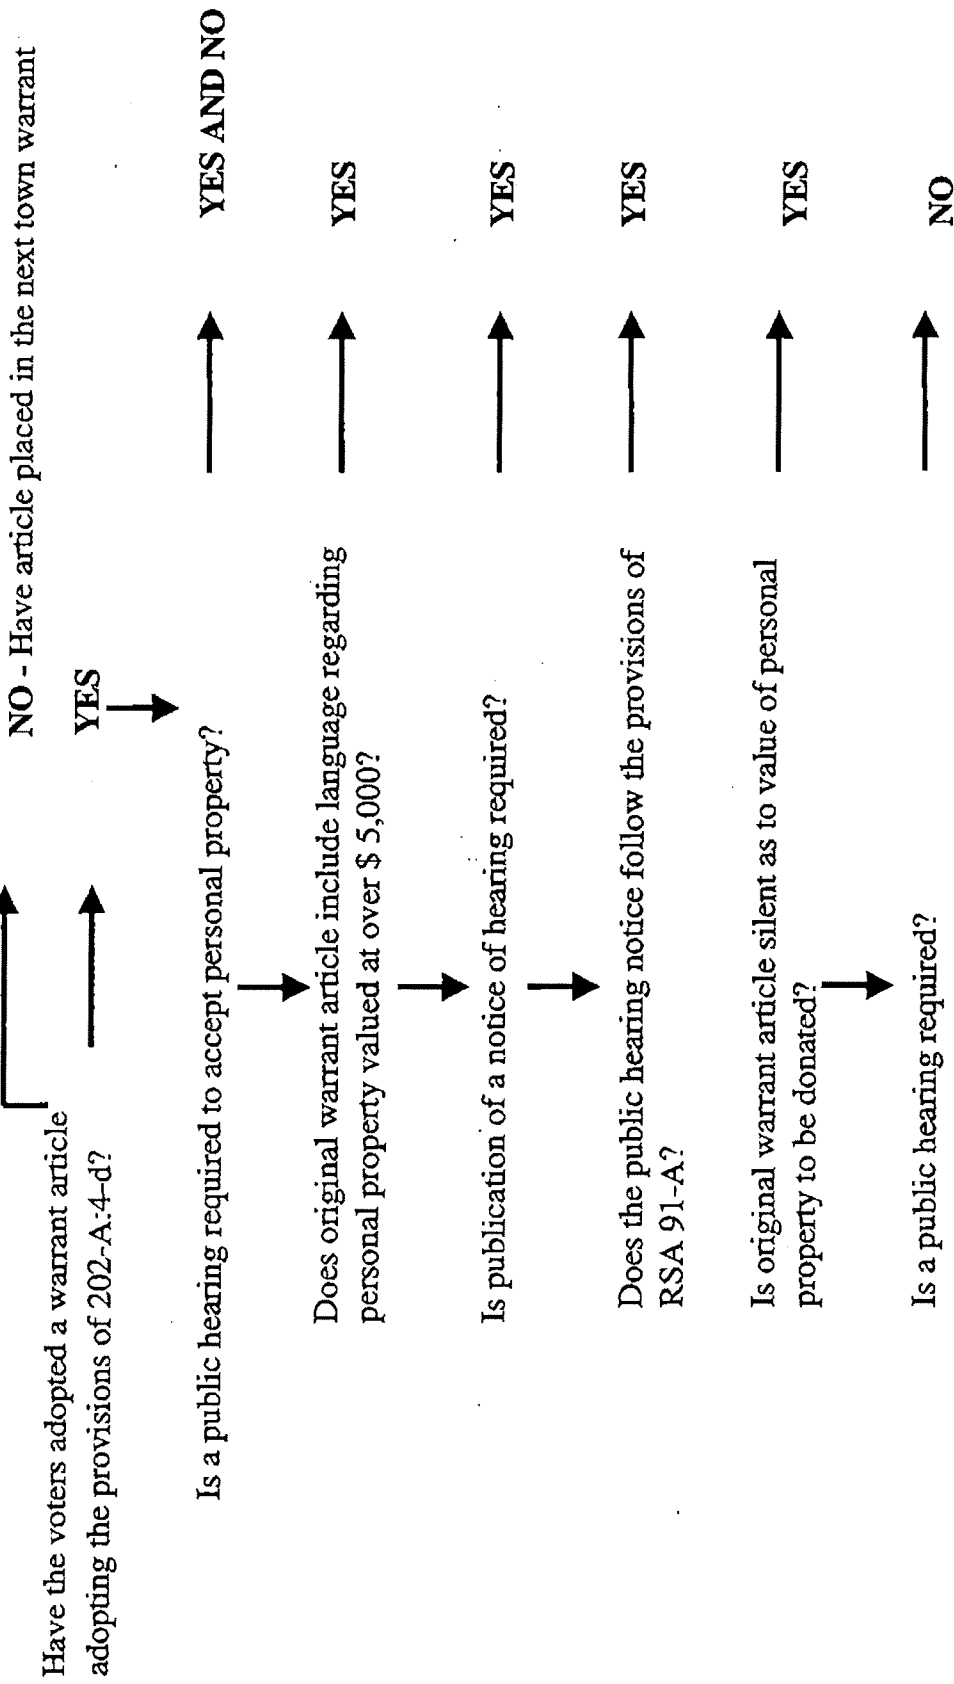 NO - Have article placed in the next town warrant
Have the voters adopted a warrant article
adopting the provisions of 202-A:4-d?
YES
Is a public hearing required to accept personal property?
YES AND NO
Does original warrant article include language regarding
personal property valued at over $ 5,000?
YES
Is publication of a notice of hearing required?
YES
Does the public hearing notice follow the provisions of
RSA 91-A?
YES
Is original warrant article silent as to value of personal
property to be donated?
YES
Is a public hearing required?
NO